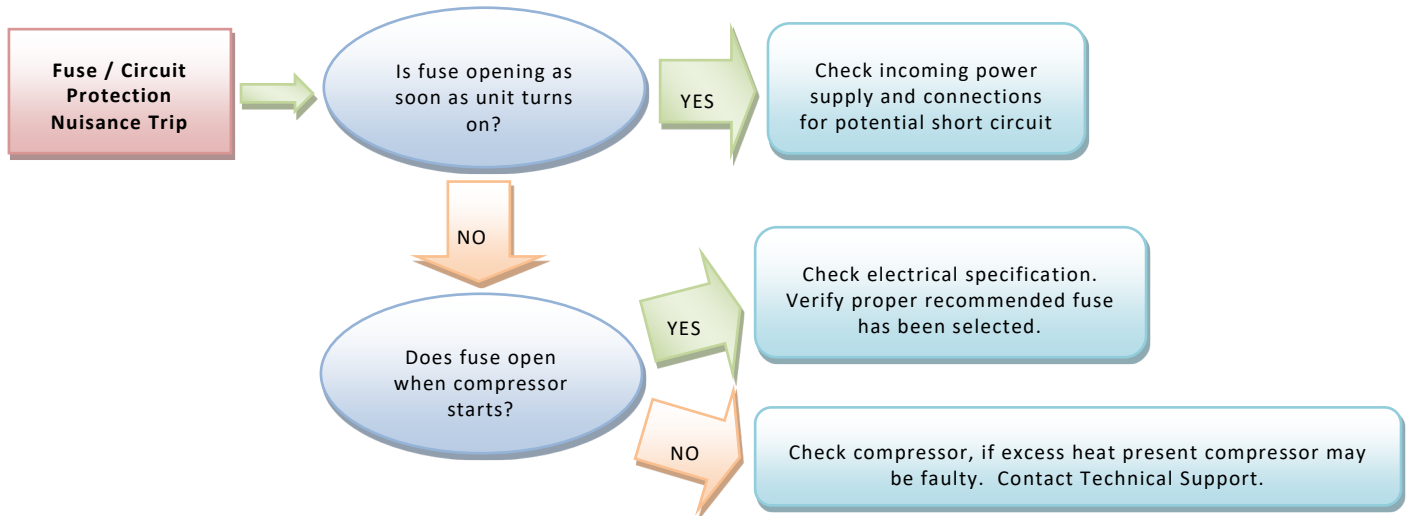 Fuse / Circuit
Protection
Nuisance Trip
Is fuse opening as
soon as unit turns
on?
YES
Check incoming power
supply and connections
for potential short circuit
NO
Does fuse open
when compressor
starts?
YES
Check electrical specification.
Verify proper recommended fuse
has been selected.
NO
Check compressor, if excess heat present compressor may
be faulty. Contact Technical Support.